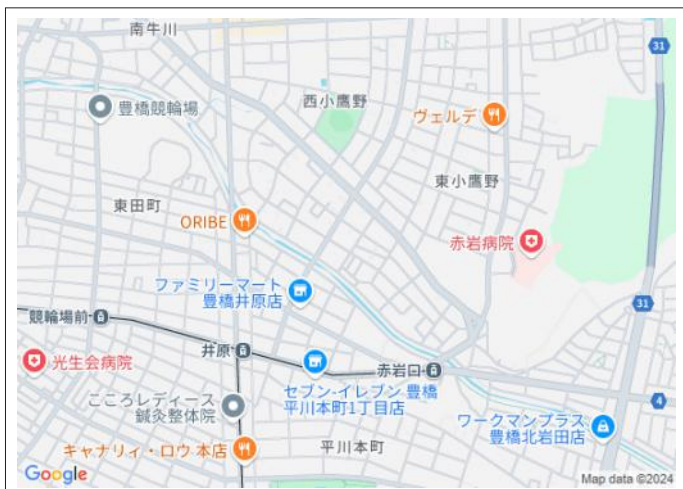 南牛川
31
豊橋競輪場
西小鷹野
ヴェルデ
東小鷹野
東田町
ORIBE
赤岩病院
ファミリーマート
豊橋井原店
31
競輪場前
井原
光生会病院
赤岩口
セブン-イレブン 豊橋
平川本町1丁目店
4
こころレディース
鍼灸整体院
ワークマンプラス
豊橋北岩田店
キャナリィ・ロウ 本店
平川本町
Google
Map data ©2024